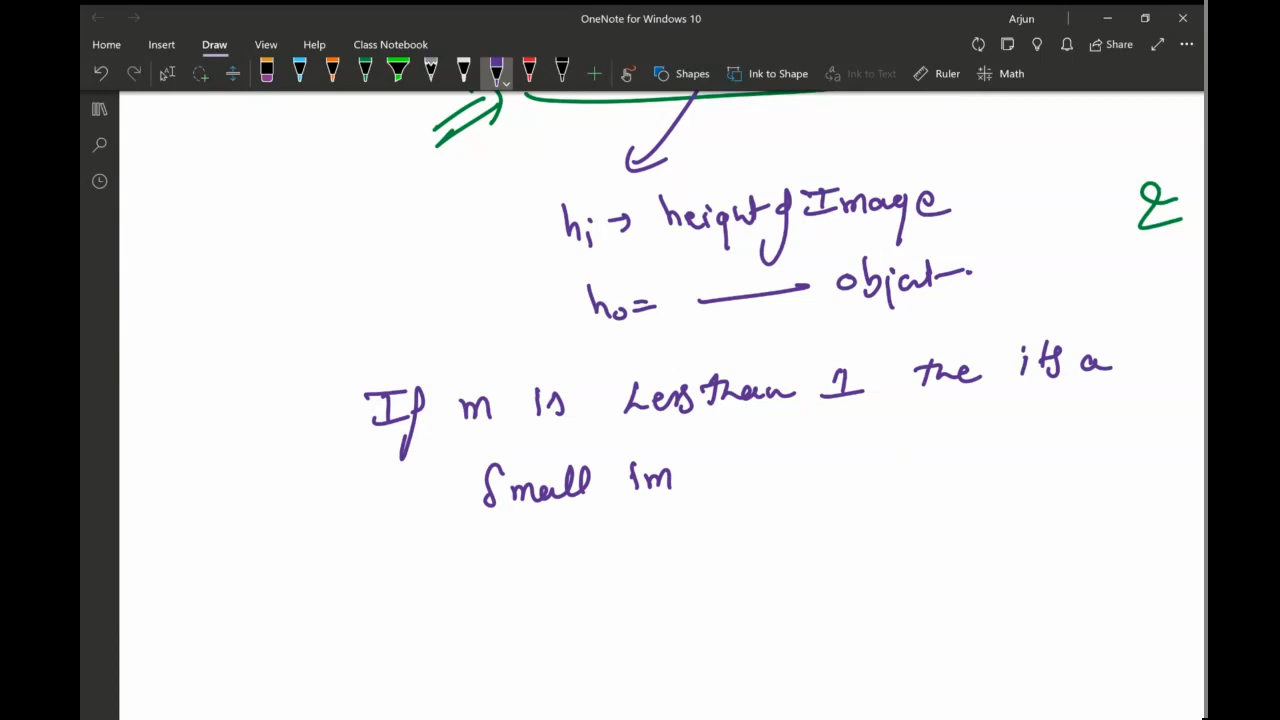 OneNote for Windows 10
Arjun
Home Insert Draw View Help Class Notebook
Share
Shapes Ink to Shape Ink to Text Ruler Math
hi → height of Image
ho = —— object
If m is Less than 1 the its a
Small im